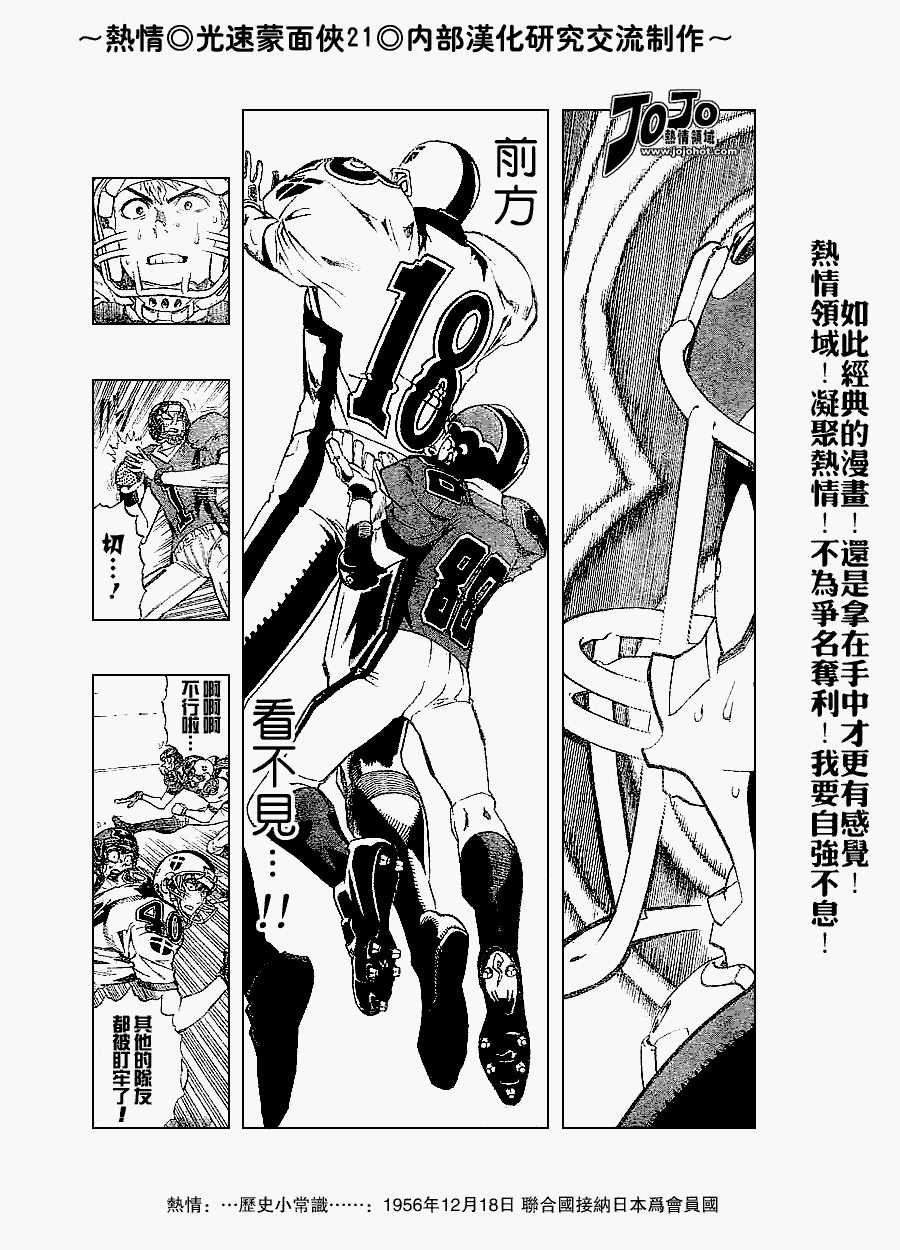 ～熱情◎光速蒙面俠21◎內部漢化研究交流制作～
JOJO
熱情領域
www.jojohot.com
如此經典的漫畫！還是拿在手中才更有感覺！
熱情領域！凝聚熱情！不為爭名奪利！我要自強不息！
前方
18
88
看不見…!!
1
切…！
啊啊啊
不行啦…
40
其他的隊友
都被盯牢了！
熱情：…歷史小常識……：1956年12月18日 聯合國接納日本爲會員國